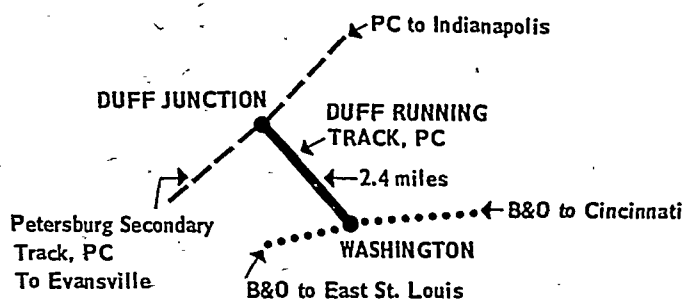 PC to Indianapolis
DUFF JUNCTION
DUFF RUNNING
TRACK, PC
2.4 miles
Petersburg Secondary
Track, PC
To Evansville
B&O to Cincinnati
WASHINGTON
B&O to East St. Louis